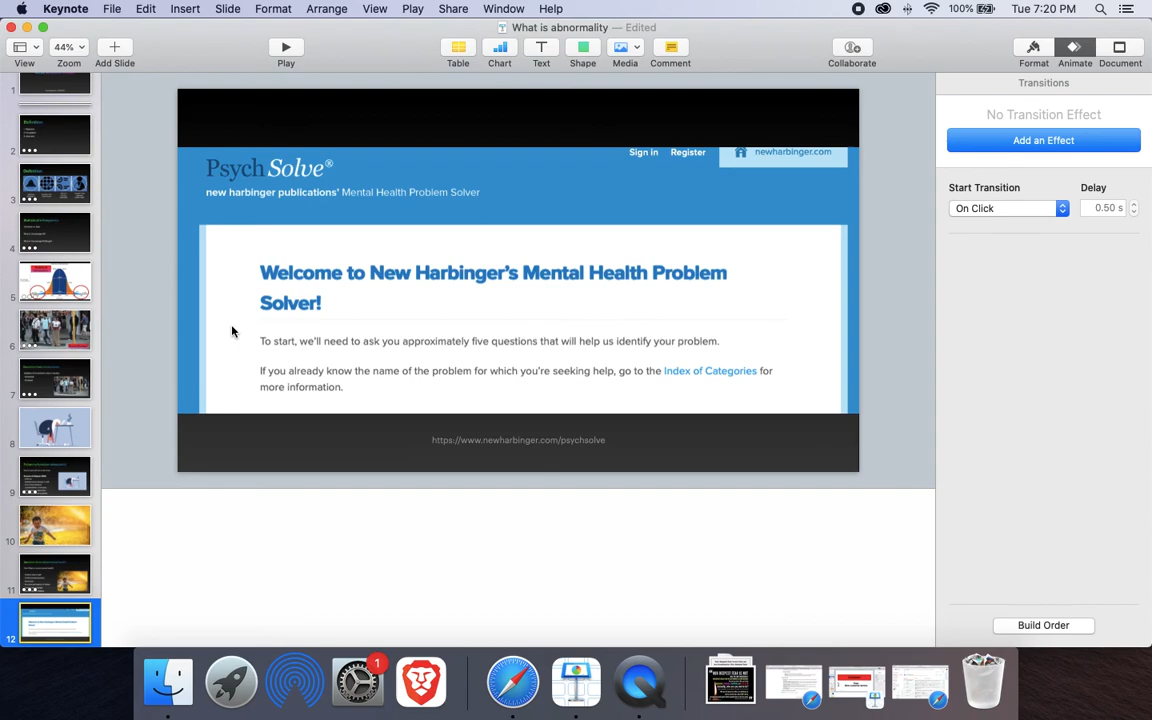 Keynote File Edit Insert Slide Format Arrange View Play Share Window Help 100% Tue 7:20 PM
What is abnormality — Edited
44%
View Zoom Add Slide Play Table Chart Text Shape Media Comment Collaborate Format Animate Document
Transitions
No Transition Effect
Add an Effect
Start Transition Delay
On Click 0.50 s
Build Order
1
2
3
4
5
6
7
8
9
10
11
12
Definition
Definition
Sign in Register newharbinger.com
PsychSolve®
new harbinger publications' Mental Health Problem Solver
Welcome to New Harbinger's Mental Health Problem
Solver!
To start, we'll need to ask you approximately five questions that will help us identify your problem.
If you already know the name of the problem for which you're seeking help, go to the Index of Categories for
more information.
https://www.newharbinger.com/psychsolve
1